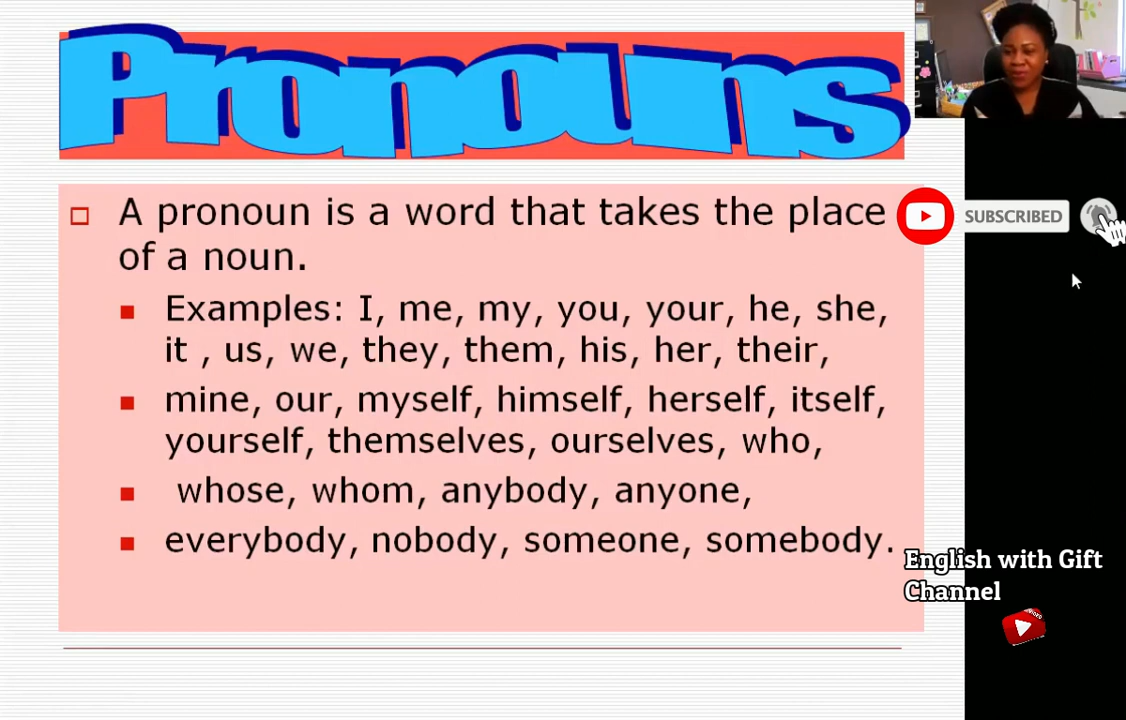 Pronouns
A pronoun is a word that takes the place
of a noun.
Examples: I, me, my, you, your, he, she,
it , us, we, they, them, his, her, their,
mine, our, myself, himself, herself, itself,
yourself, themselves, ourselves, who,
whose, whom, anybody, anyone,
everybody, nobody, someone, somebody.
SUBSCRIBED
English with Gift
Channel